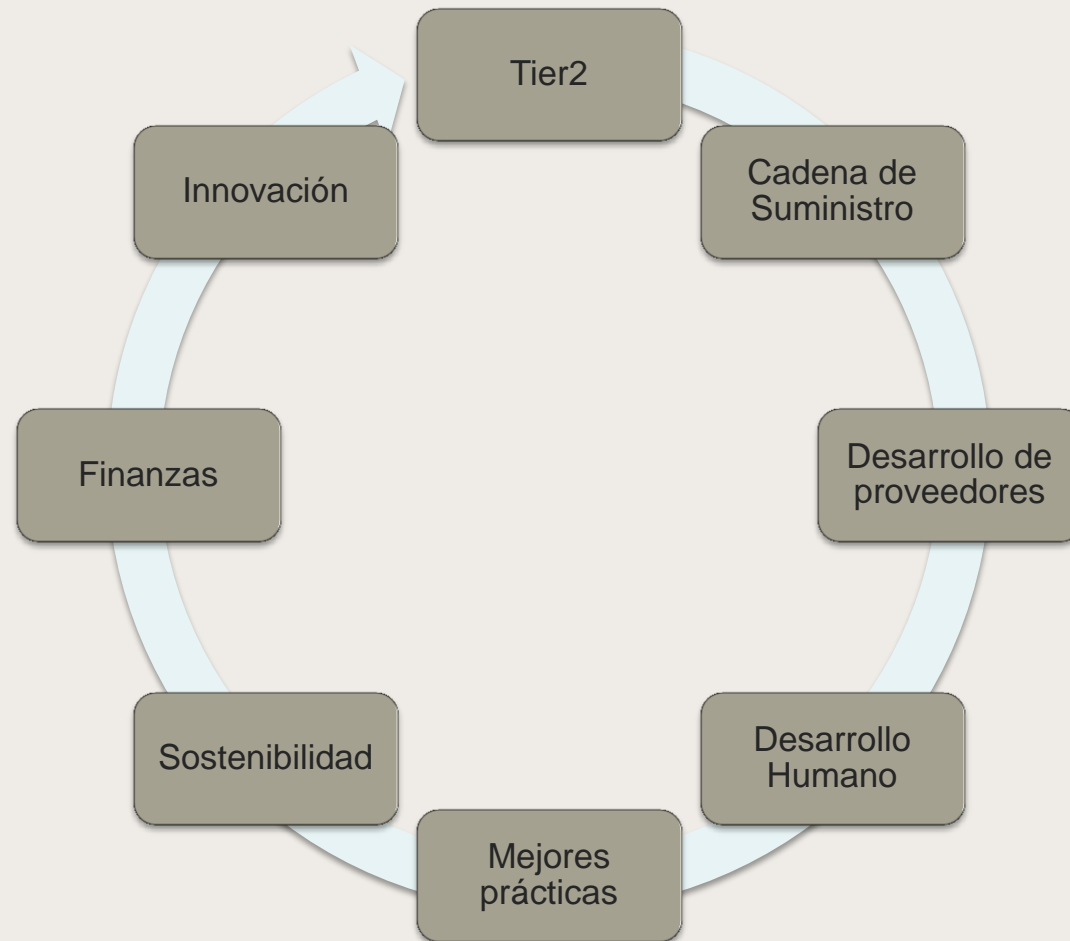 Tier2
Cadena de
Suministro
Desarrollo de
proveedores
Desarrollo
Humano
Mejores
prácticas
Sostenibilidad
Finanzas
Innovación